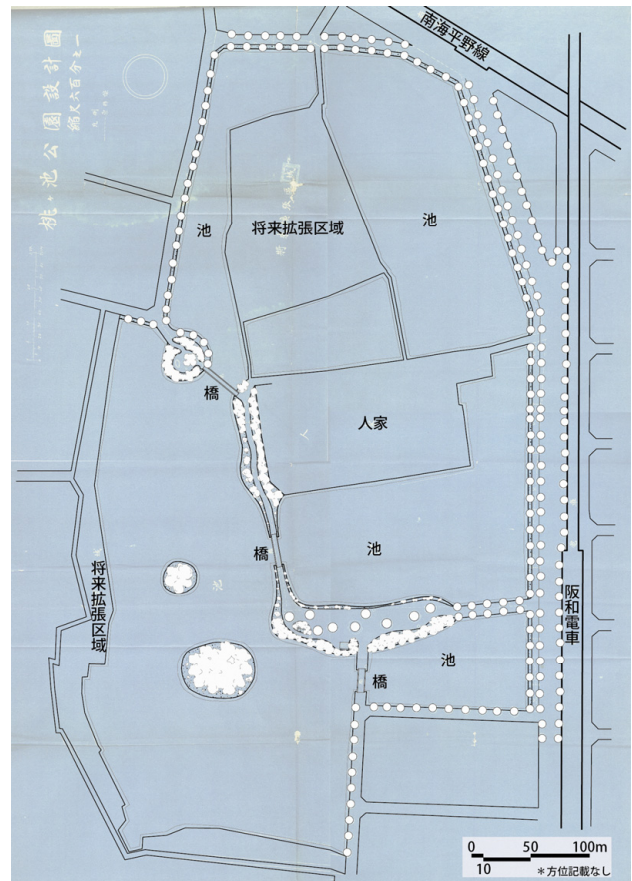 桃ヶ池公園設計圖
縮尺六百分之一
南海平野線
池
将来拡張区域
池
橋
人家
橋
池
将来拡張区域
池
阪和電車
池
橋
0 50 100m
10
＊方位記載なし